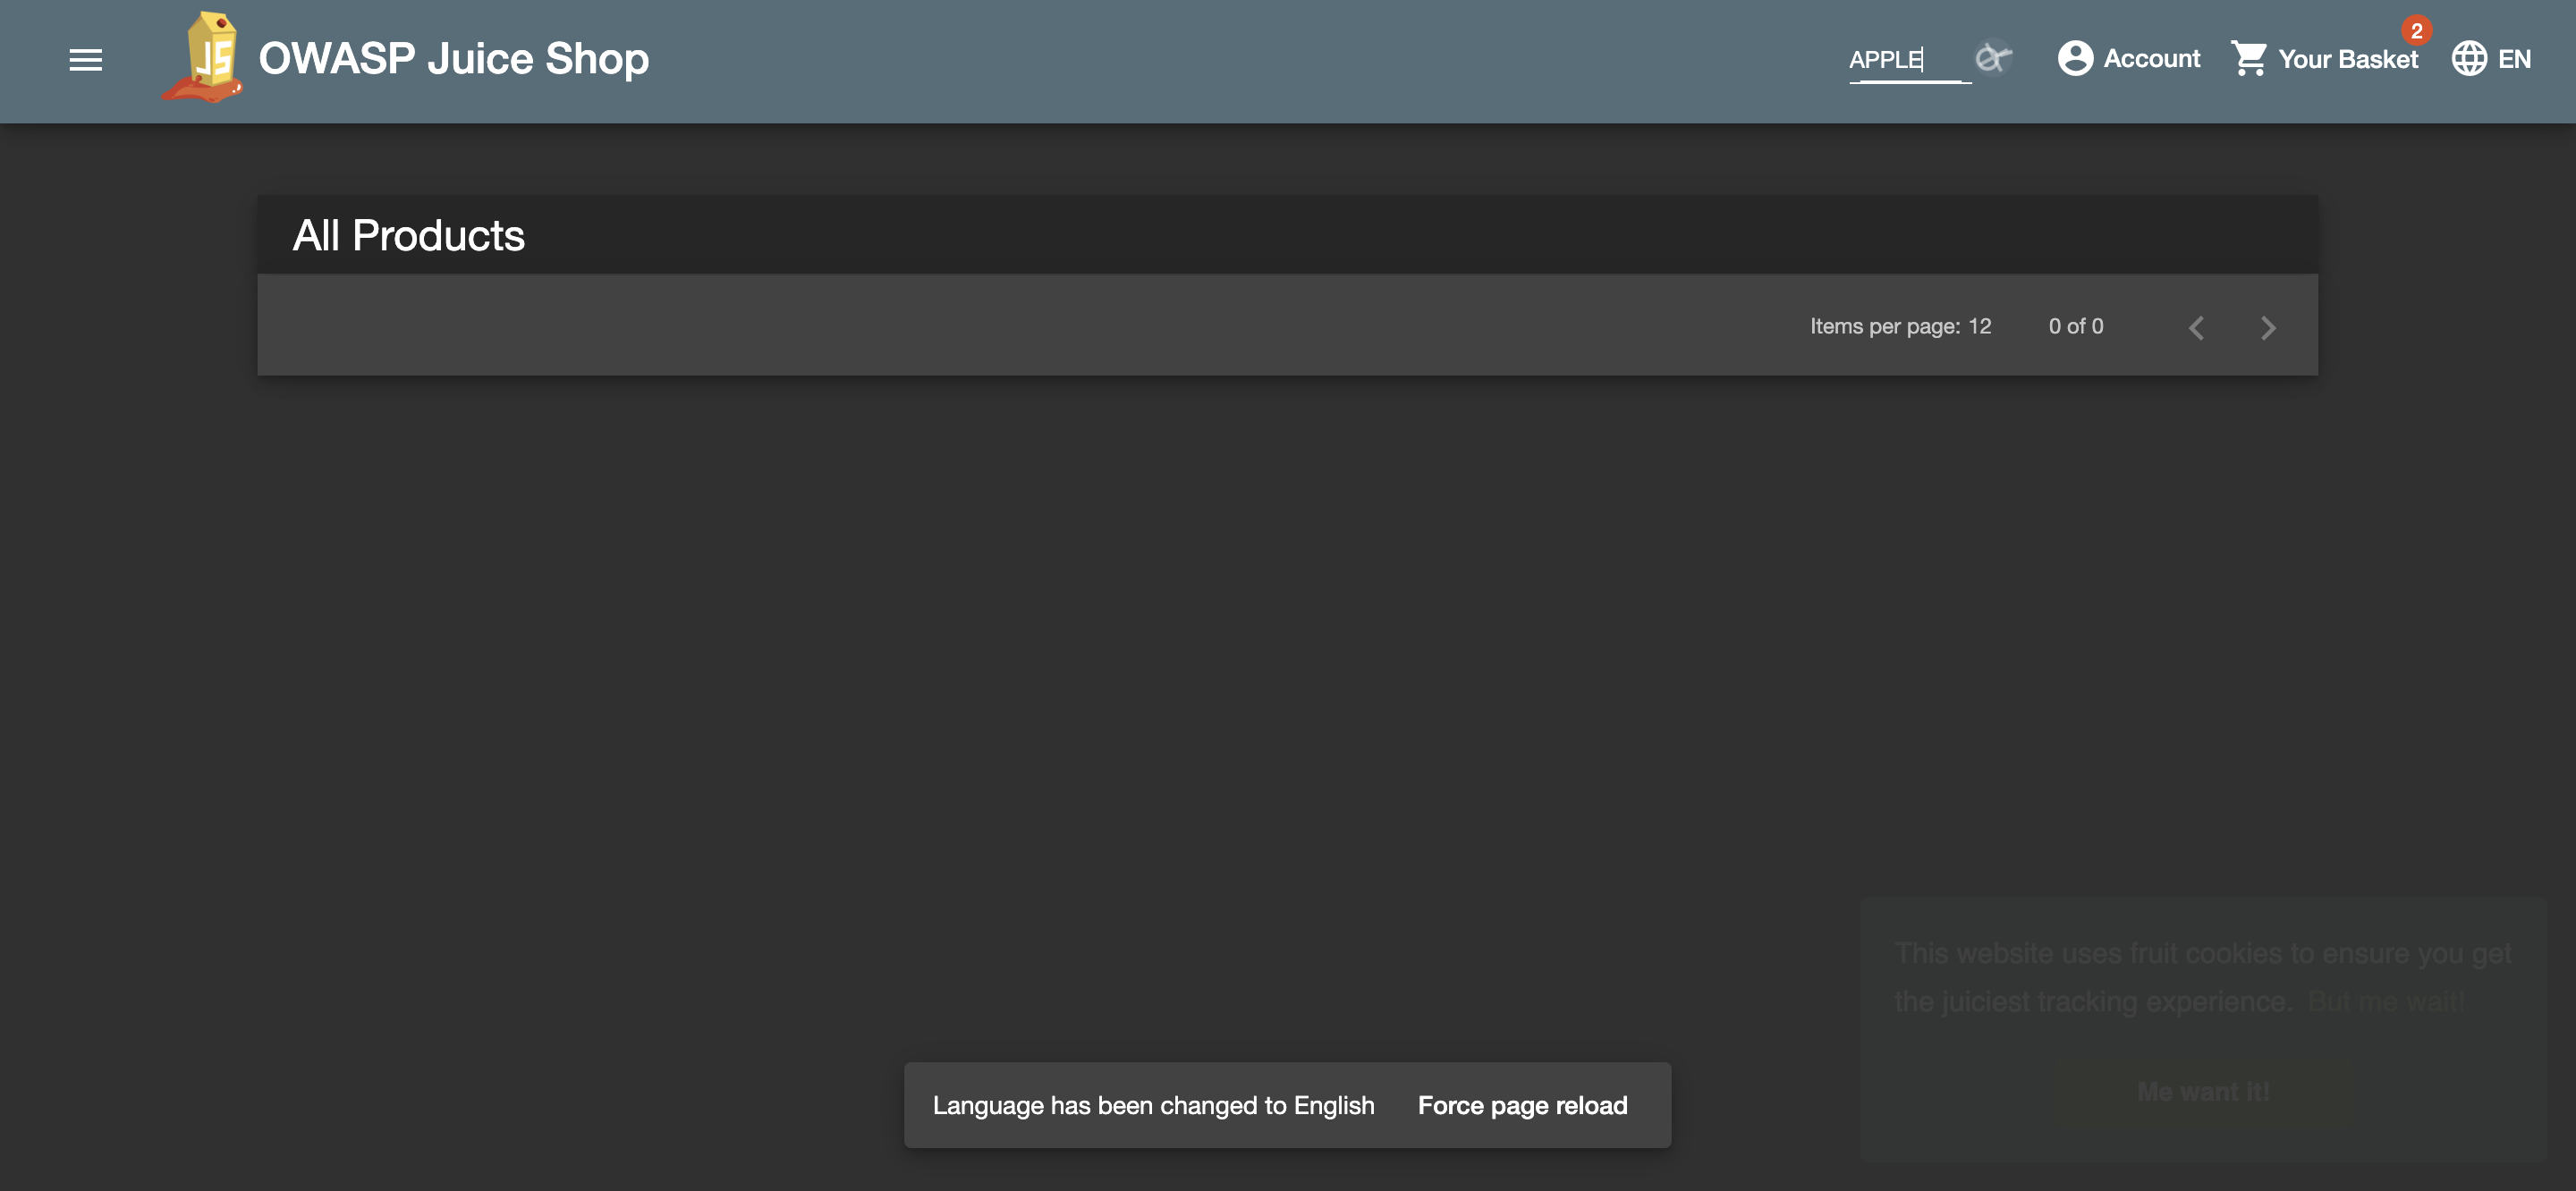 OWASP Juice Shop
APPLE
Account
Your Basket
2
EN
All Products
Items per page: 12
0 of 0
This website uses fruit cookies to ensure you get
the juiciest tracking experience. But me wait!
Me want it!
Language has been changed to English
Force page reload